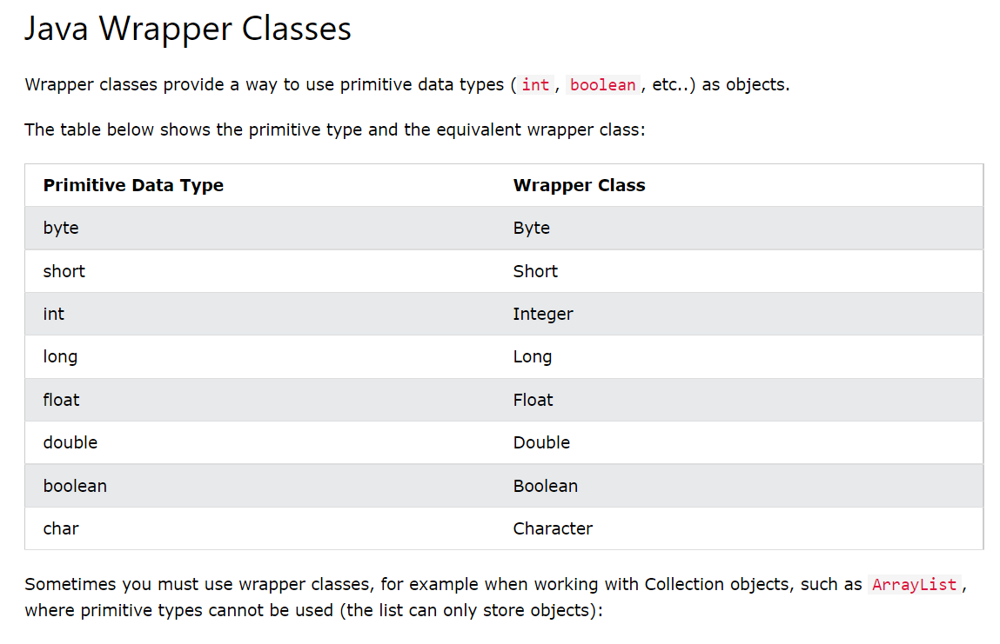 Java Wrapper Classes
Wrapper classes provide a way to use primitive data types (int, boolean, etc..) as objects.
The table below shows the primitive type and the equivalent wrapper class:
Primitive Data Type Wrapper Class
byte Byte
short Short
int Integer
long Long
float Float
double Double
boolean Boolean
char Character
Sometimes you must use wrapper classes, for example when working with Collection objects, such as ArrayList,
where primitive types cannot be used (the list can only store objects):